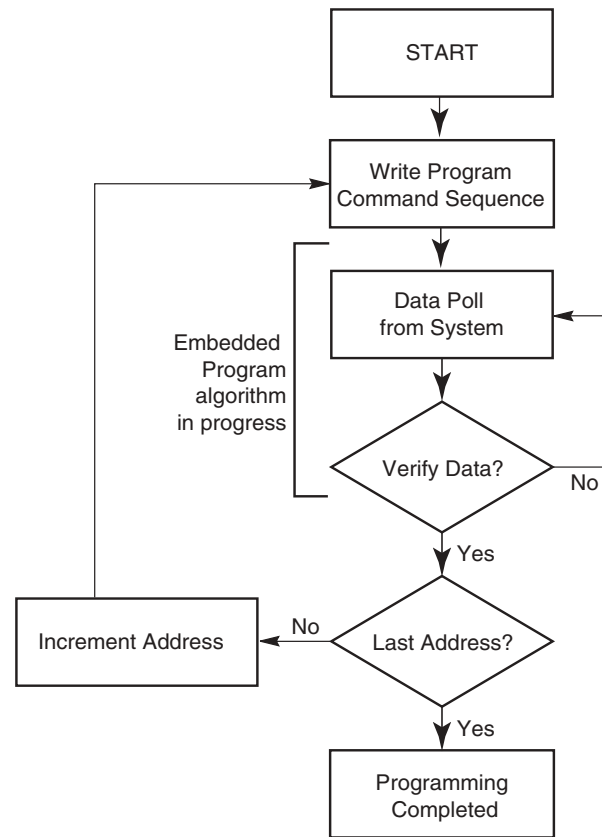 START
Write Program
Command Sequence
Data Poll
from System
Embedded
Program
algorithm
in progress
Verify Data?
No
Yes
Increment Address
No
Last Address?
Yes
Programming
Completed